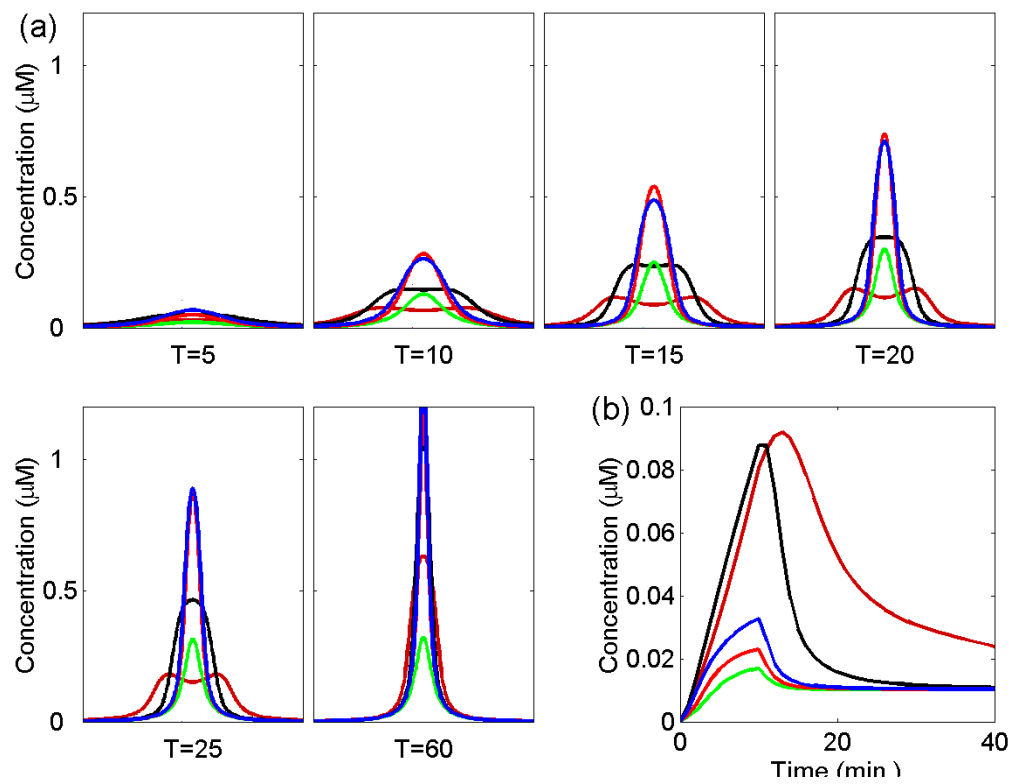 (a)
Concentration (μM)
1
0.5
0
T=5
T=10
T=15
T=20
Concentration (μM)
1
0.5
0
T=25
T=60
(b)
Concentration (μM)
0.1
0.08
0.06
0.04
0.02
0
0
20
40
Time (min.)